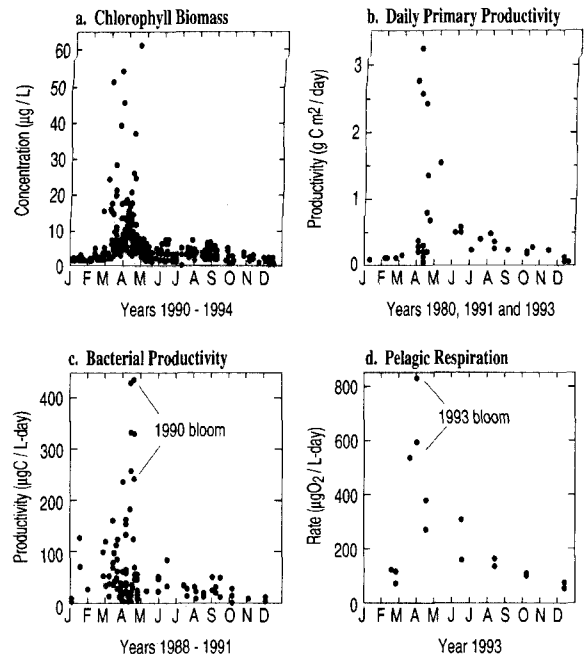 a. Chlorophyll Biomass
60
50
40
30
20
10
0
Concentration (µg / L)
J F M A M J J A S O N D
Years 1990 - 1994
b. Daily Primary Productivity
3
2
1
0
Productivity (g C m² / day)
J F M A M J J A S O N D
Years 1980, 1991 and 1993
c. Bacterial Productivity
400
300
200
100
0
Productivity (µgC / L-day)
1990 bloom
J F M A M J J A S O N D
Years 1988 - 1991
d. Pelagic Respiration
800
600
400
200
0
Rate (µgO₂ / L-day)
1993 bloom
J F M A M J J A S O N D
Year 1993